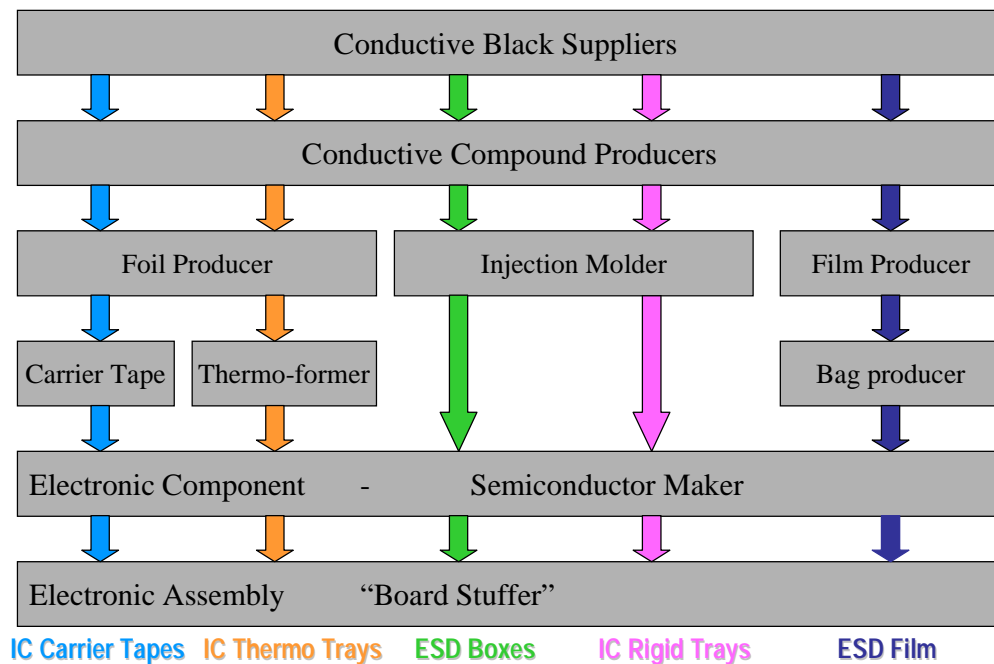 Conductive Black Suppliers
Conductive Compound Producers
Foil Producer
Injection Molder
Film Producer
Carrier Tape
Thermo-former
Bag producer
Electronic Component - Semiconductor Maker
Electronic Assembly “Board Stuffer”
IC Carrier Tapes IC Thermo Trays ESD Boxes IC Rigid Trays ESD Film